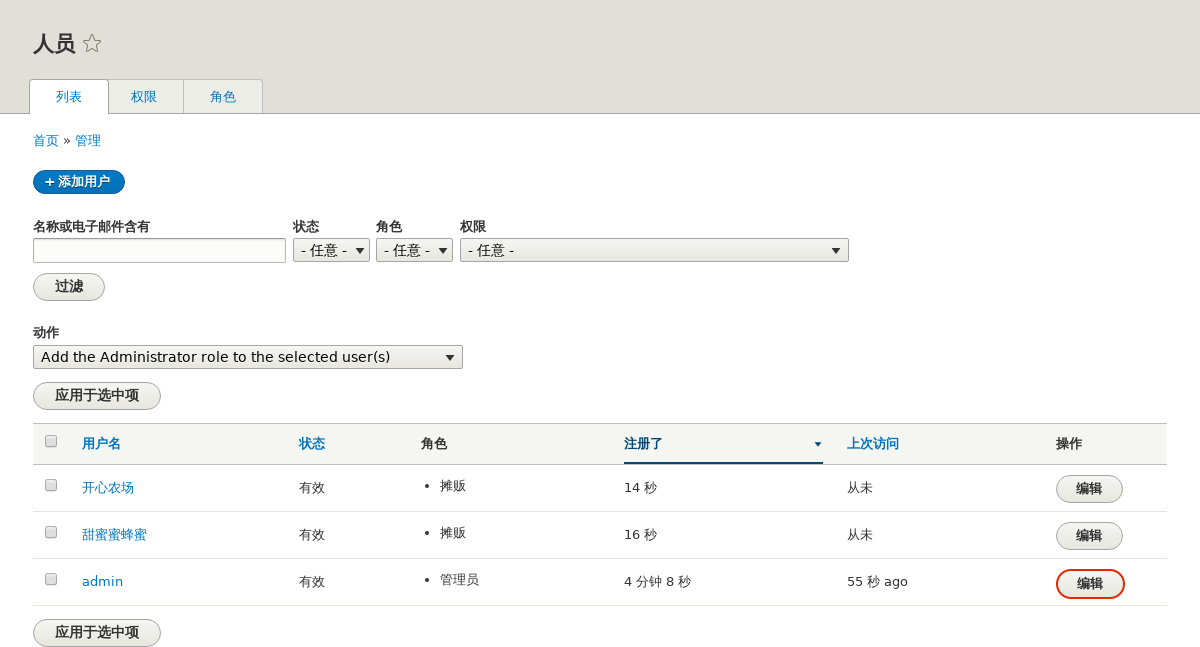 人员
列表 权限 角色
首页 » 管理
+ 添加用户
名称或电子邮件含有 状态 角色 权限
- 任意 - - 任意 - - 任意 -
过滤
动作
Add the Administrator role to the selected user(s)
应用于选中项
用户名 状态 角色 注册了 上次访问 操作
开心农场 有效 • 摊贩 14 秒 从未 编辑
甜蜜蜜蜂蜜 有效 • 摊贩 16 秒 从未 编辑
admin 有效 • 管理员 4 分钟 8 秒 55 秒 ago 编辑
应用于选中项